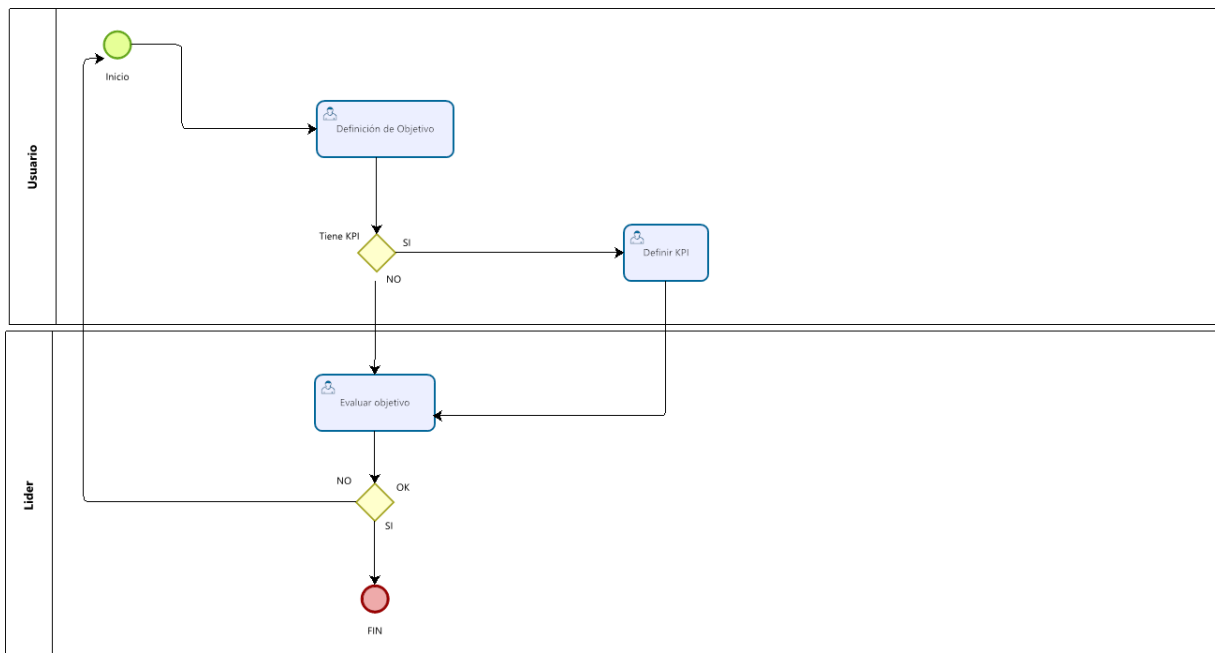 Usuario
Inicio
Definición de Objetivo
Tiene KPI
SI
Definir KPI
NO
Lider
Evaluar objetivo
NO
OK
SI
FIN